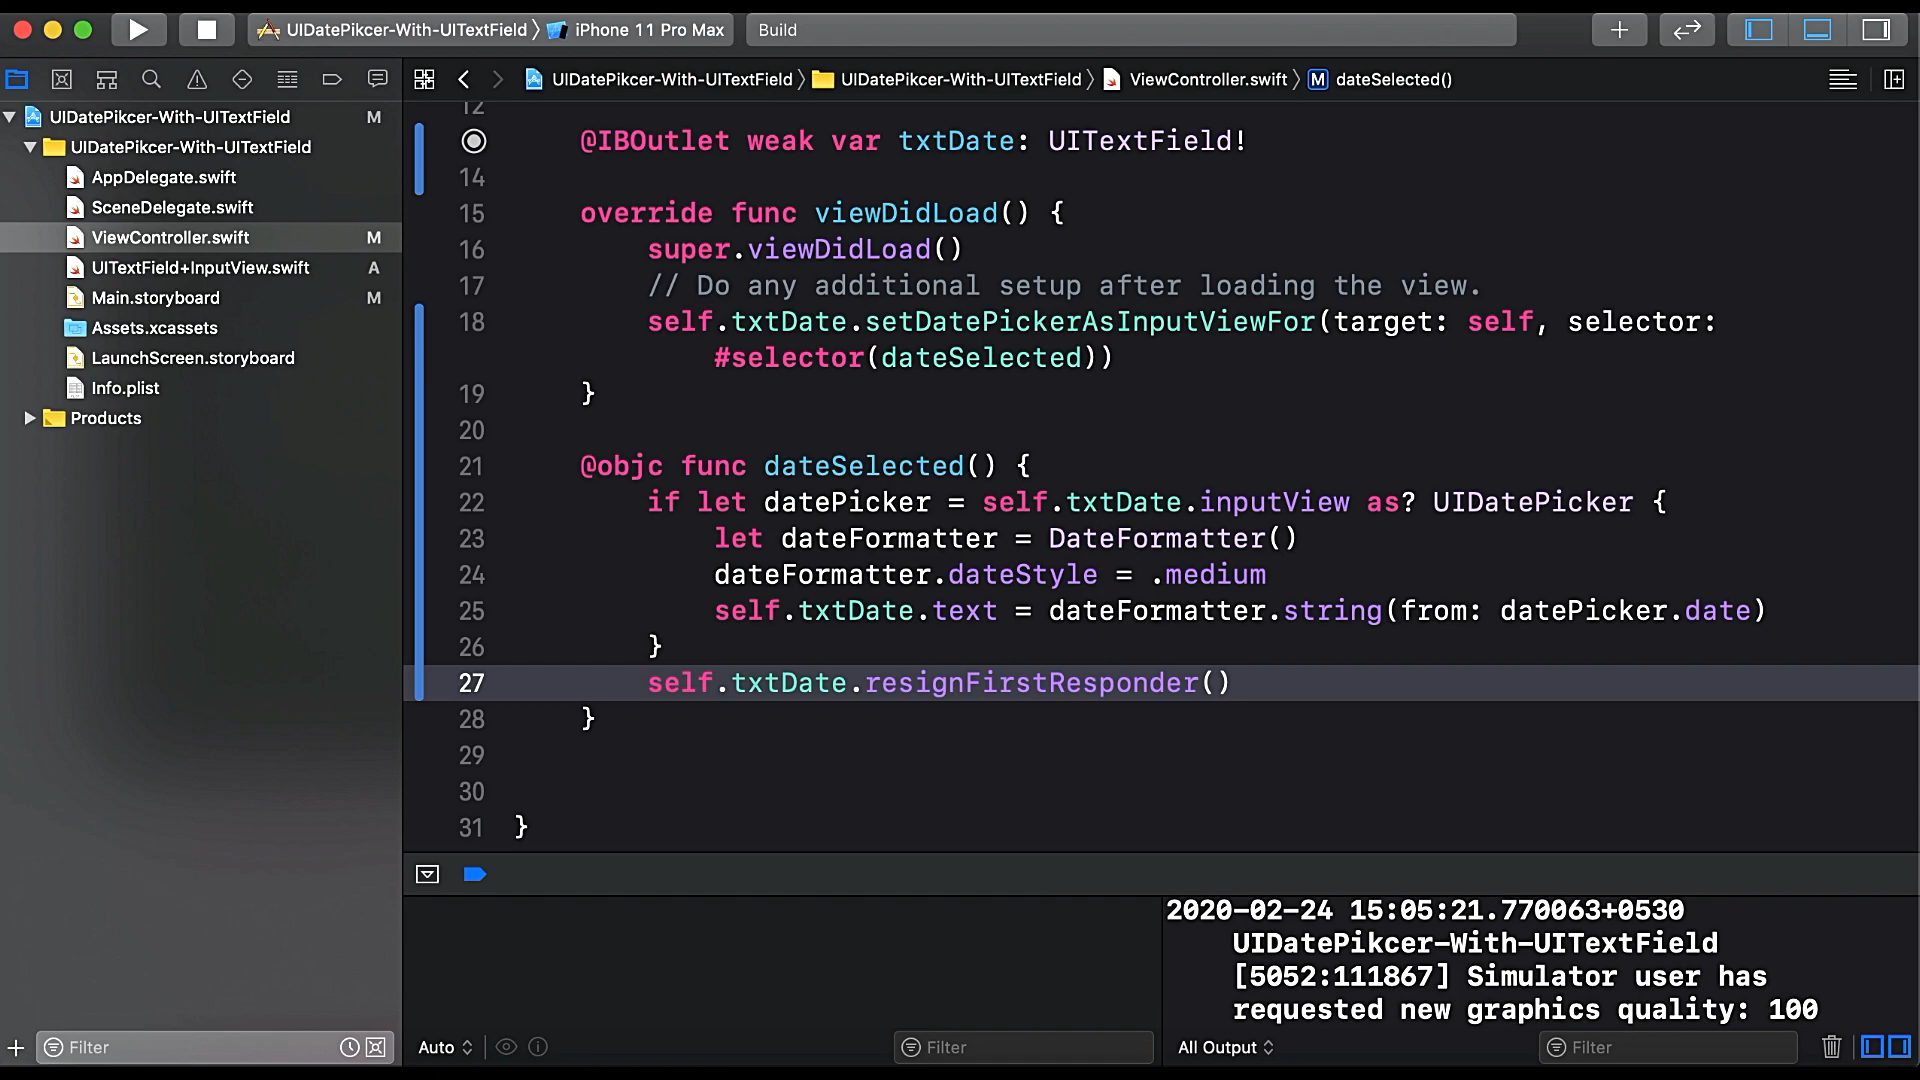 UIDatePikcer-With-UITextField iPhone 11 Pro Max
Build
UIDatePikcer-With-UITextField UIDatePikcer-With-UITextField ViewController.swift M dateSelected()
UIDatePikcer-With-UITextField M
UIDatePikcer-With-UITextField
AppDelegate.swift
SceneDelegate.swift
ViewController.swift M
UITextField+InputView.swift A
Main.storyboard M
Assets.xcassets
LaunchScreen.storyboard
Info.plist
Products
Filter
12
@IBOutlet weak var txtDate: UITextField!
14
15 override func viewDidLoad() {
16 super.viewDidLoad()
17 // Do any additional setup after loading the view.
18 self.txtDate.setDatePickerAsInputViewFor(target: self, selector:
#selector(dateSelected))
19 }
20
21 @objc func dateSelected() {
22 if let datePicker = self.txtDate.inputView as? UIDatePicker {
23 let dateFormatter = DateFormatter()
24 dateFormatter.dateStyle = .medium
25 self.txtDate.text = dateFormatter.string(from: datePicker.date)
26 }
27 self.txtDate.resignFirstResponder()
28 }
29
30
31 }
2020-02-24 15:05:21.770063+0530
UIDatePikcer-With-UITextField
[5052:111867] Simulator user has
requested new graphics quality: 100
Auto
Filter
All Output
Filter